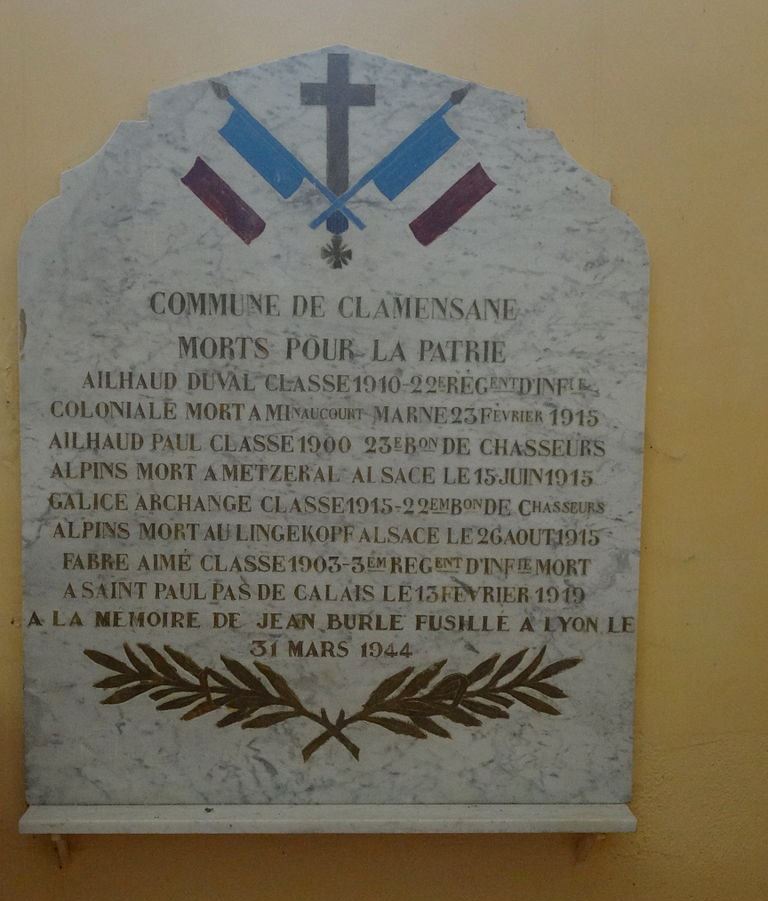 COMMUNE DE CLAMENSANE
MORTS POUR LA PATRIE
AILHAUD DUVAL CLASSE 1910-22E REGENT D'INFIE
COLONIALE MORT A MINAUCOURT MARNE 23 FÉVRIER 1915
AILHAUD PAUL CLASSE 1900 23E BON DE CHASSEURS
ALPINS MORT A METZERAL ALSACE LE 15 JUIN 1915
GALICE ARCHANGE CLASSE 1915-22EM BON DE CHASSEURS
ALPINS MORT AU LINGEKOPF ALSACE LE 26 AOUT 1915
FABRE AIMÉ CLASSE 1903-3EM REGENT D'INFIE MORT
A SAINT PAUL PAS DE CALAIS LE 13 FEVRIER 1919
A LA MEMOIRE DE JEAN BURLE FUSILLE A LYON LE
31 MARS 1944